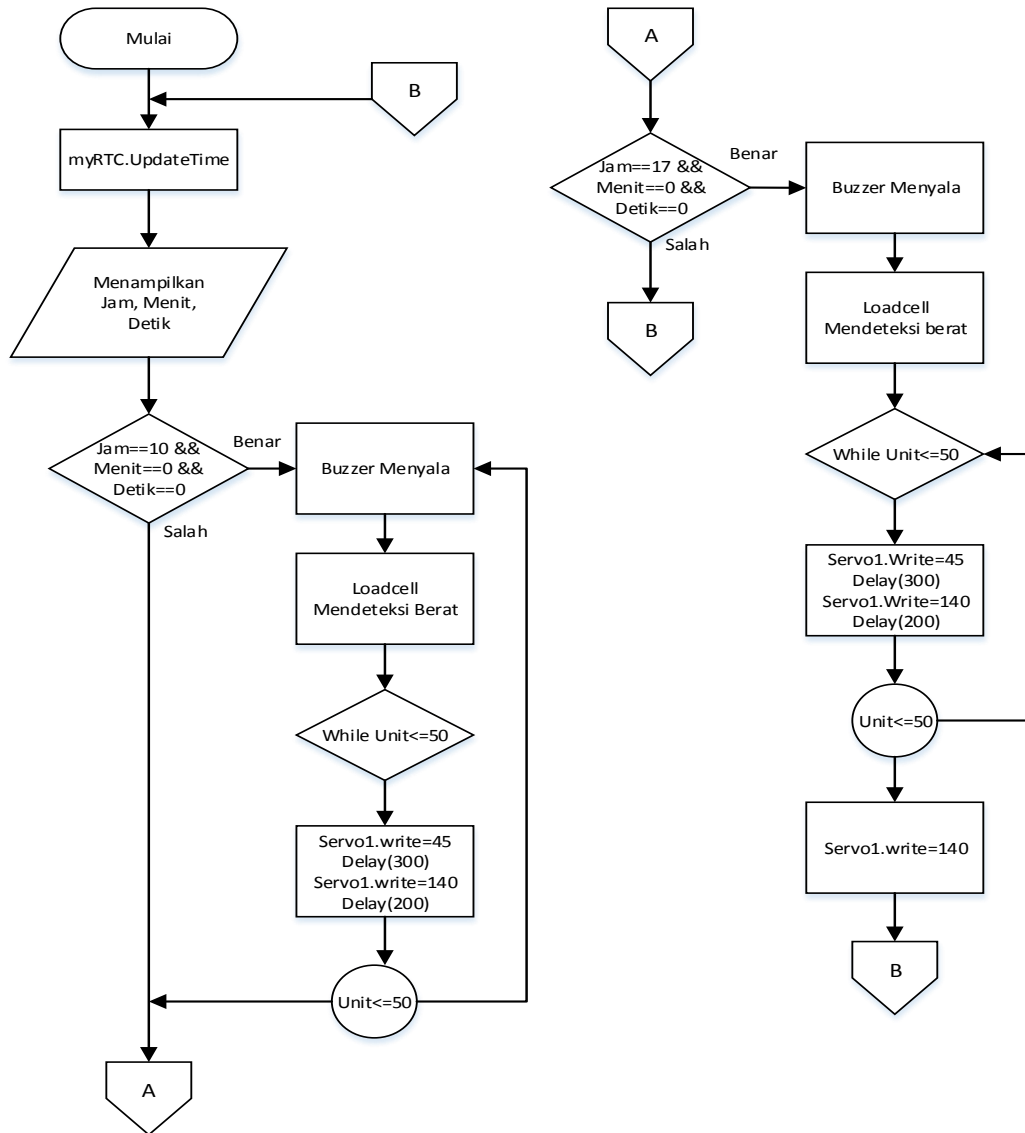 Mulai
B
myRTC.UpdateTime
Menampilkan
Jam, Menit,
Detik
Jam==10 &&
Menit==0 &&
Detik==0
Benar
Salah
Buzzer Menyala
Loadcell
Mendeteksi Berat
While Unit<=50
Servo1.write=45
Delay(300)
Servo1.write=140
Delay(200)
Unit<=50
A
A
Jam==17 &&
Menit==0 &&
Detik==0
Benar
Salah
B
Buzzer Menyala
Loadcell
Mendeteksi berat
While Unit<=50
Servo1.Write=45
Delay(300)
Servo1.Write=140
Delay(200)
Unit<=50
Servo1.write=140
B